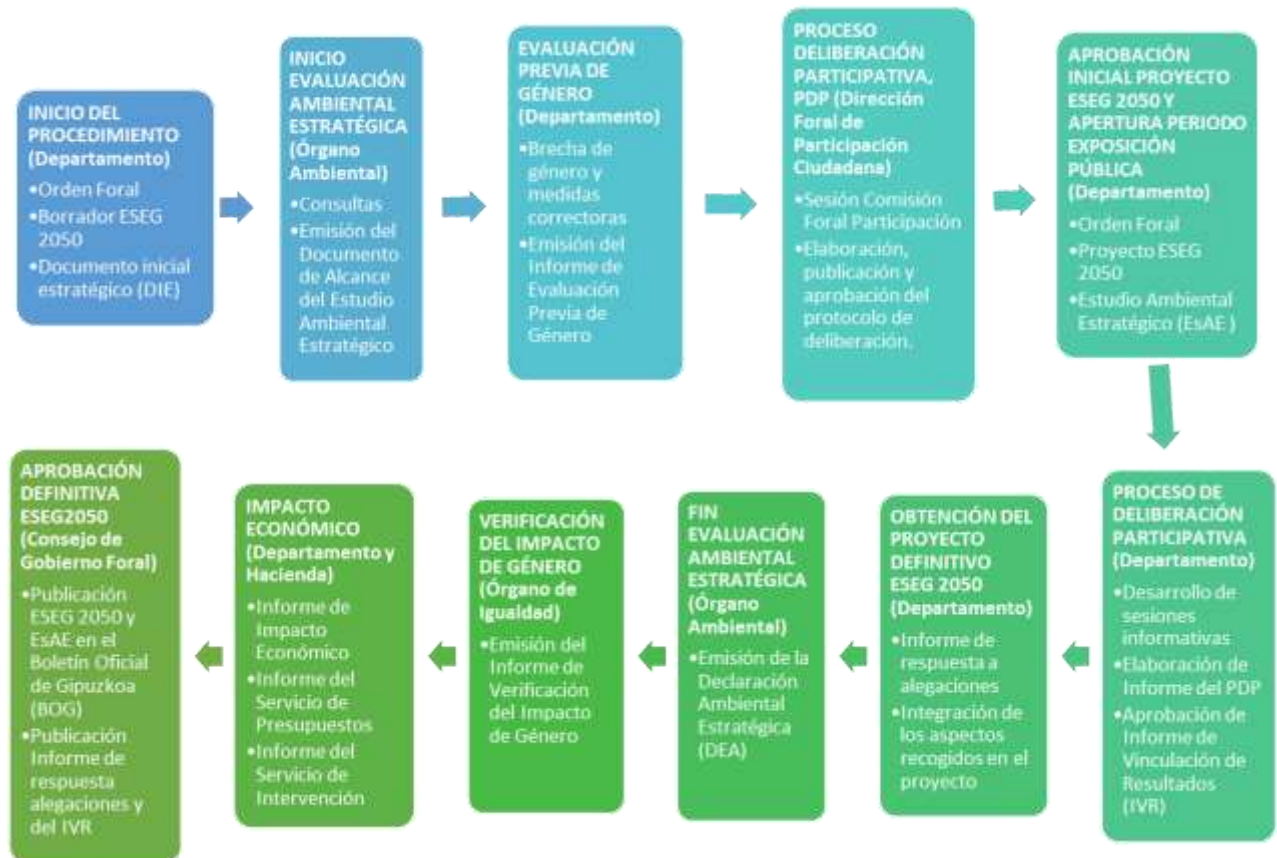 INICIO DEL
PROCEDIMIENTO
(Departamento)
•Orden Foral
•Borrador ESEG
2050
•Documento inicial
estratégico (DIE)
INICIO
EVALUACIÓN
AMBIENTAL
ESTRATÉGICA
(Órgano
Ambiental)
•Consultas
•Emisión del
Documento
de Alcance
del Estudio
Ambiental
Estratégico
EVALUACIÓN
PREVIA DE
GÉNERO
(Departamento)
•Brecha de
género y
medidas
correctoras
•Emisión del
Informe de
Evaluación
Previa de
Género
PROCESO
DELIBERACIÓN
PARTICIPATIVA,
PDP (Dirección
Foral de
Participación
Ciudadana)
•Sesión Comisión
Foral Participación
•Elaboración,
publicación y
aprobación del
protocolo de
deliberación.
APROBACIÓN
INICIAL PROYECTO
ESEG 2050 Y
APERTURA PERIODO
EXPOSICIÓN
PÚBLICA
(Departamento)
•Orden Foral
•Proyecto ESEG
2050
•Estudio Ambiental
Estratégico (EsAE )
PROCESO DE
DELIBERACIÓN
PARTICIPATIVA
(Departamento)
•Desarrollo de
sesiones
informativas
•Elaboración de
Informe del PDP
•Aprobación de
Informe de
Vinculación de
Resultados
(IVR)
OBTENCIÓN DEL
PROYECTO
DEFINITIVO
ESEG 2050
(Departamento)
•Informe de
respuesta a
alegaciones
•Integración de
los aspectos
recogidos en el
proyecto
FIN
EVALUACIÓN
AMBIENTAL
ESTRATÉGICA
(Órgano
Ambiental)
•Emisión de la
Declaración
Ambiental
Estratégica
(DEA)
VERIFICACIÓN
DEL IMPACTO
DE GÉNERO
(Órgano de
Igualdad)
•Emisión del
Informe de
Verificación
del Impacto
de Género
IMPACTO
ECONÓMICO
(Departamento y
Hacienda)
•Informe de
Impacto
Económico
•Informe del
Servicio de
Presupuestos
•Informe del
Servicio de
Intervención
APROBACIÓN
DEFINITIVA
ESEG2050
(Consejo de
Gobierno Foral)
•Publicación
ESEG 2050 y
EsAE en el
Boletín Oficial
de Gipuzkoa
(BOG)
•Publicación
Informe de
respuesta
alegaciones y
del IVR